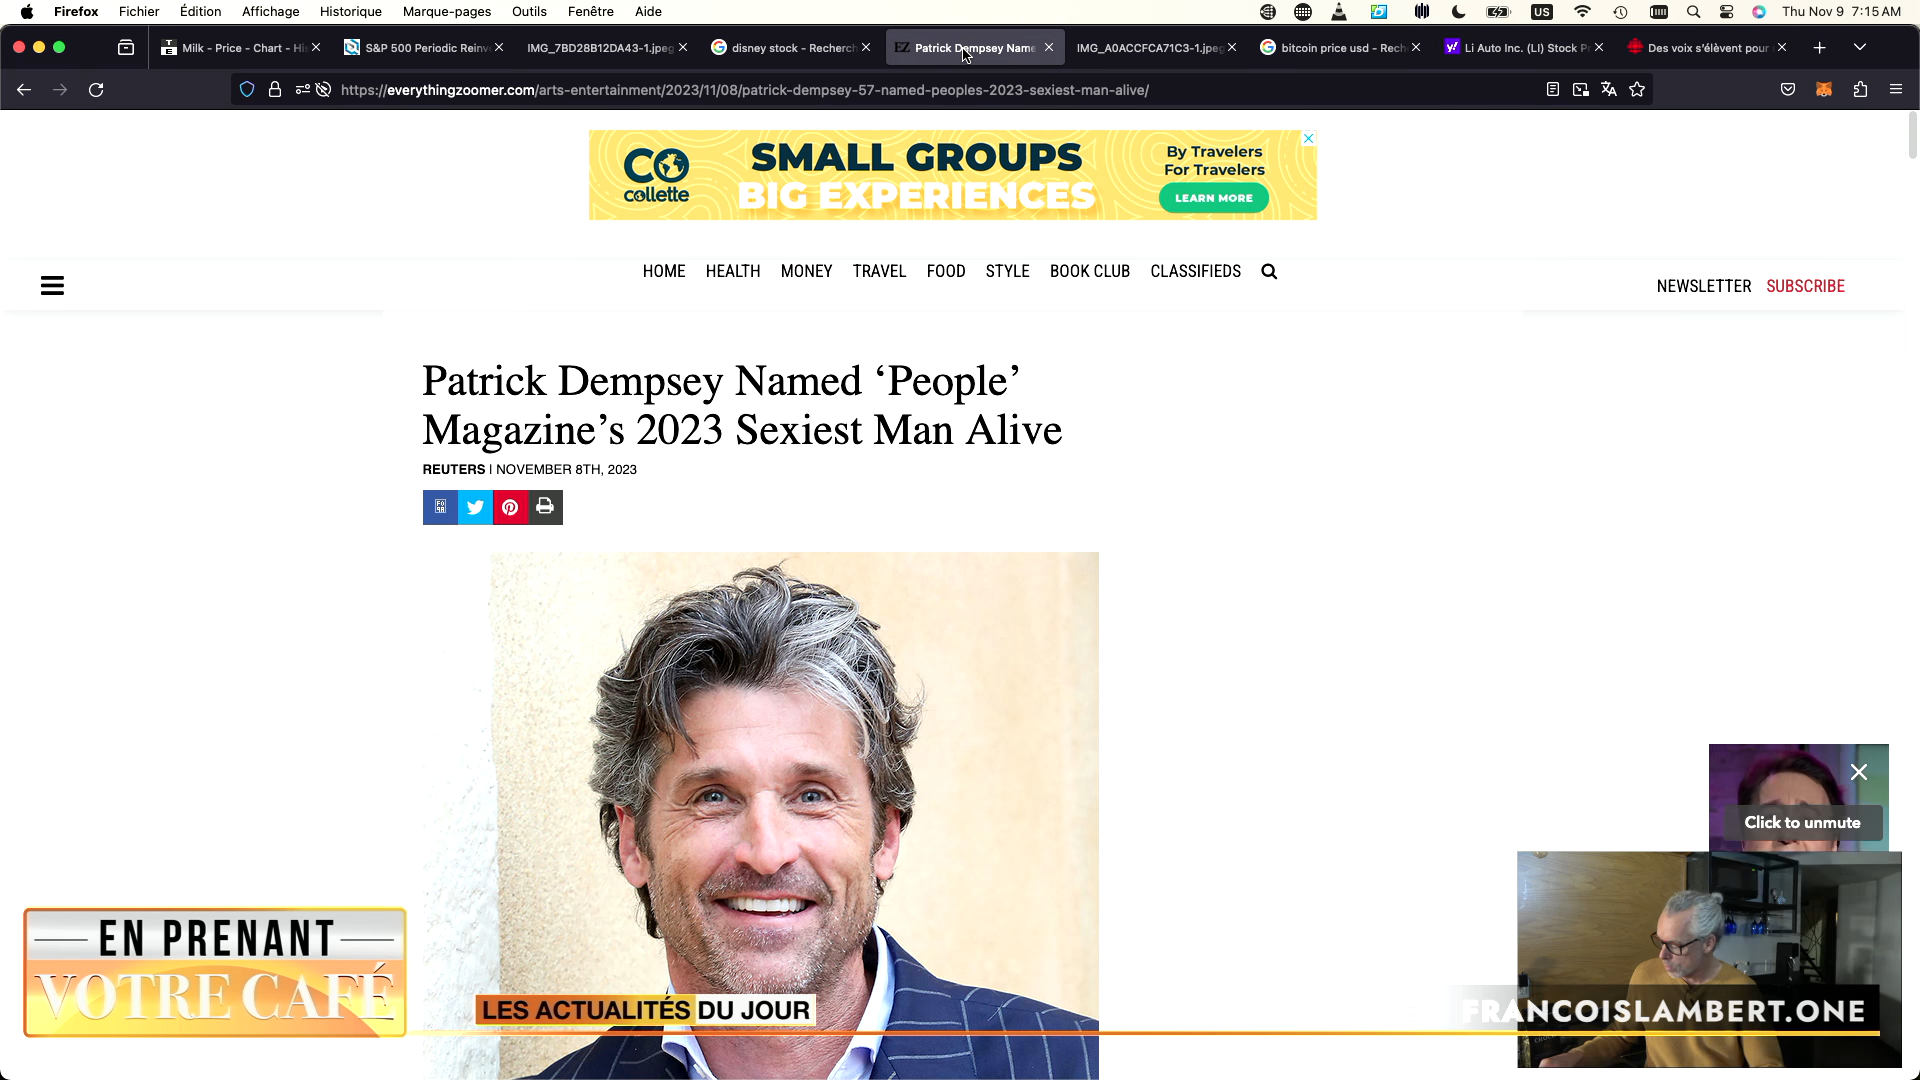 Firefox Fichier Édition Affichage Historique Marque-pages Outils Fenêtre Aide US Thu Nov 9 7:15 AM
Milk - Price - Chart - Hi S&P 500 Periodic Rein IMG_7BD28B12DA43-1.jpeg disney stock - Recherc EZ Patrick Dempsey Name IMG_A0ACCFCA71C3-1.jpeg bitcoin price usd - Rech Li Auto Inc. (LI) Stock P Des voix s'élèvent pour
https://everythingzoomer.com/arts-entertainment/2023/11/08/patrick-dempsey-57-named-peoples-2023-sexiest-man-alive/
CO
collette
SMALL GROUPS
BIG EXPERIENCES
By Travelers
For Travelers
LEARN MORE
HOME HEALTH MONEY TRAVEL FOOD STYLE BOOK CLUB CLASSIFIEDS
NEWSLETTER SUBSCRIBE
Patrick Dempsey Named ‘People’
Magazine’s 2023 Sexiest Man Alive
REUTERS | NOVEMBER 8TH, 2023
Click to unmute
EN PRENANT
VOTRE CAFÉ
LES ACTUALITÉS DU JOUR
FRANCOISLAMBERT.ONE